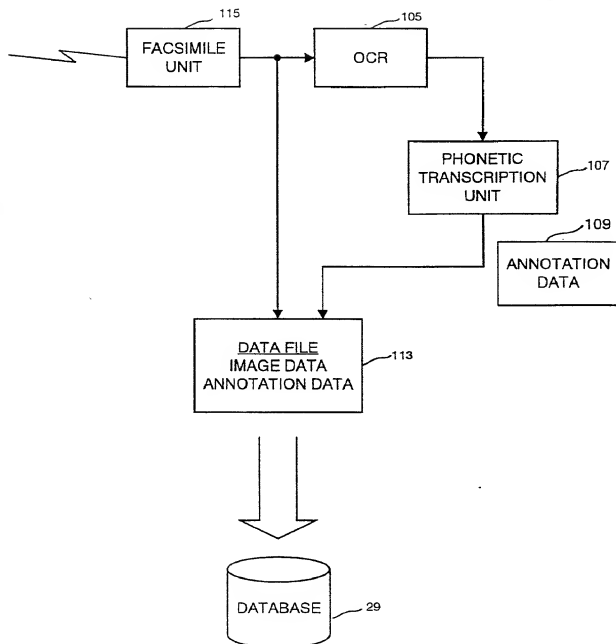 115
FACSIMILE
UNIT
105
OCR
PHONETIC
TRANSCRIPTION
UNIT
107
109
ANNOTATION
DATA
DATA FILE
IMAGE DATA
ANNOTATION DATA
113
DATABASE
29